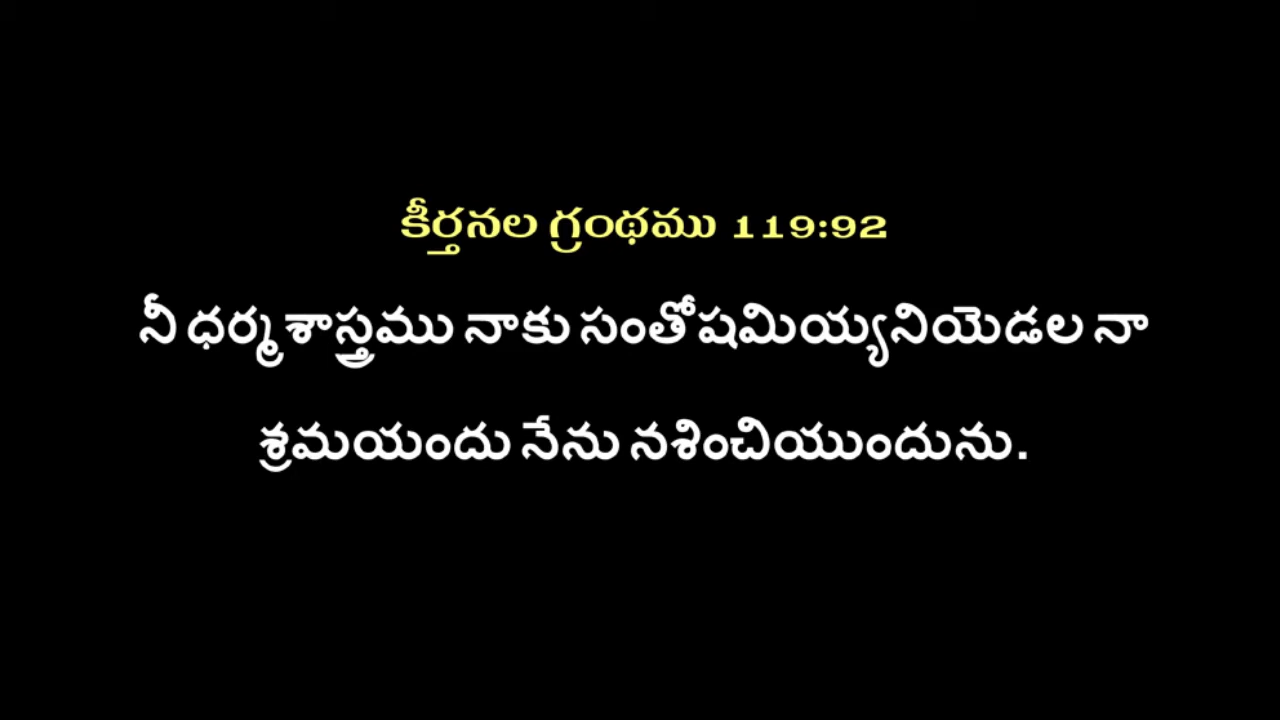 కీర్తనల గ్రంథము 119:92
నీ ధర్మశాస్త్రము నాకు సంతోషమియ్యనియెడల నా
శ్రమయందు నేను నశించియుందును.